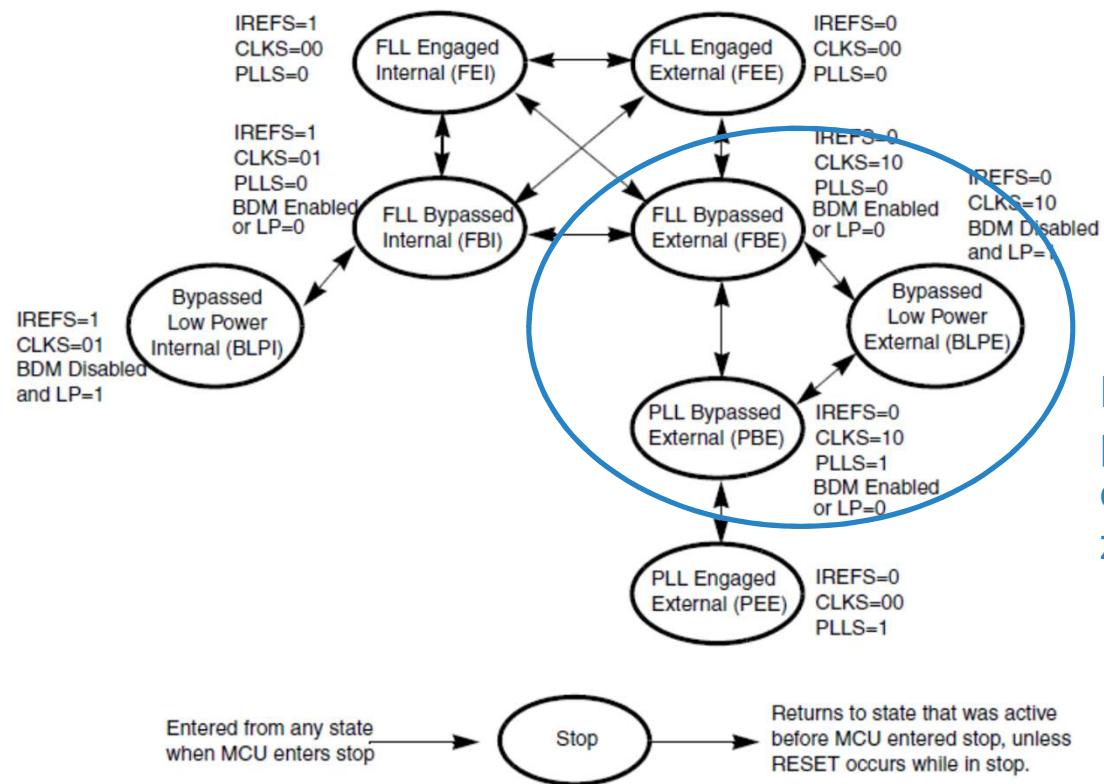 IREFS=1
CLKS=00
PLLS=0
FLL Engaged
Internal (FEI)
FLL Engaged
External (FEE)
IREFS=0
CLKS=00
PLLS=0
IREFS=1
CLKS=01
PLLS=0
BDM Enabled
or LP=0
FLL Bypassed
Internal (FBI)
FLL Bypassed
External (FBE)
IREFS=0
CLKS=10
PLLS=0
BDM Enabled
or LP=0
IREFS=0
CLKS=10
BDM Disabled
and LP=1
IREFS=1
CLKS=01
BDM Disabled
and LP=1
Bypassed
Low Power
Internal (BLPI)
Bypassed
Low Power
External (BLPE)
PLL Bypassed
External (PBE)
IREFS=0
CLKS=10
PLLS=1
BDM Enabled
or LP=0
PLL Engaged
External (PEE)
IREFS=0
CLKS=00
PLLS=1
Entered from any state
when MCU enters stop
Stop
Returns to state that was active
before MCU entered stop, unless
RESET occurs while in stop.